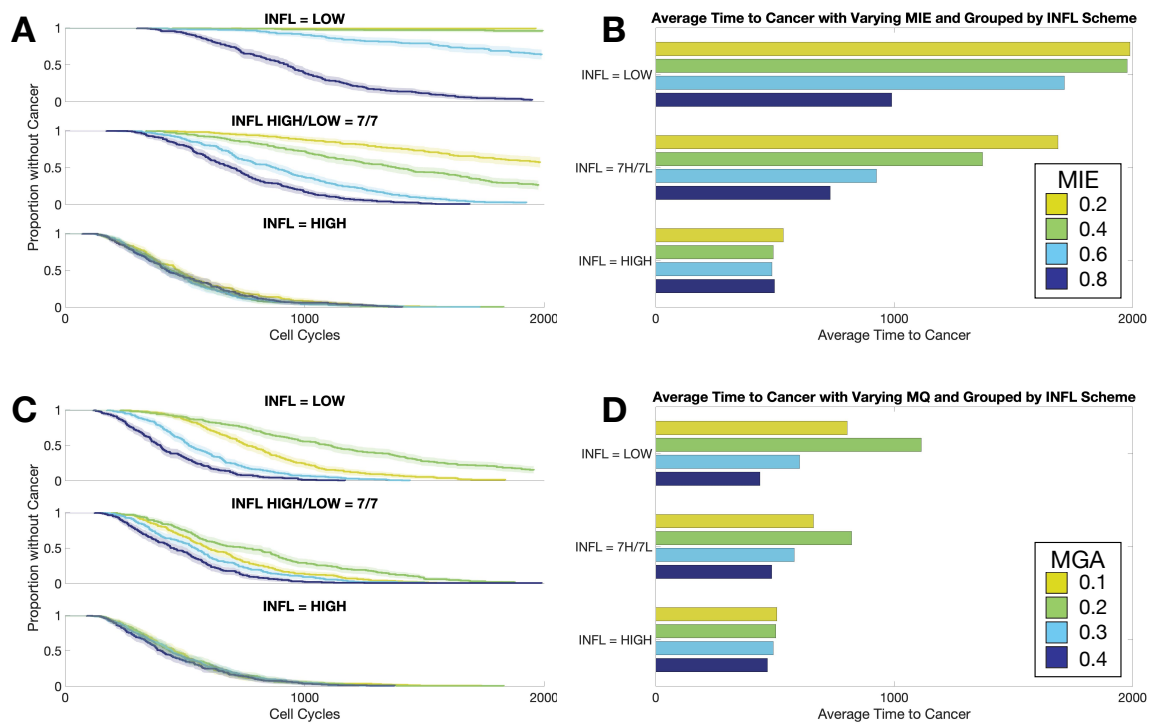 A
INFL = LOW
1
0.5
0
INFL HIGH/LOW = 7/7
1
0.5
0
INFL = HIGH
1
0.5
0
0
1000
2000
Cell Cycles
Proportion without Cancer
B
Average Time to Cancer with Varying MIE and Grouped by INFL Scheme
INFL = LOW
INFL = 7H/7L
INFL = HIGH
0
1000
2000
Average Time to Cancer
MIE
0.2
0.4
0.6
0.8
C
INFL = LOW
1
0.5
0
INFL HIGH/LOW = 7/7
1
0.5
0
INFL = HIGH
1
0.5
0
0
1000
2000
Cell Cycles
Proportion without Cancer
D
Average Time to Cancer with Varying MQ and Grouped by INFL Scheme
INFL = LOW
INFL = 7H/7L
INFL = HIGH
0
1000
2000
Average Time to Cancer
MGA
0.1
0.2
0.3
0.4